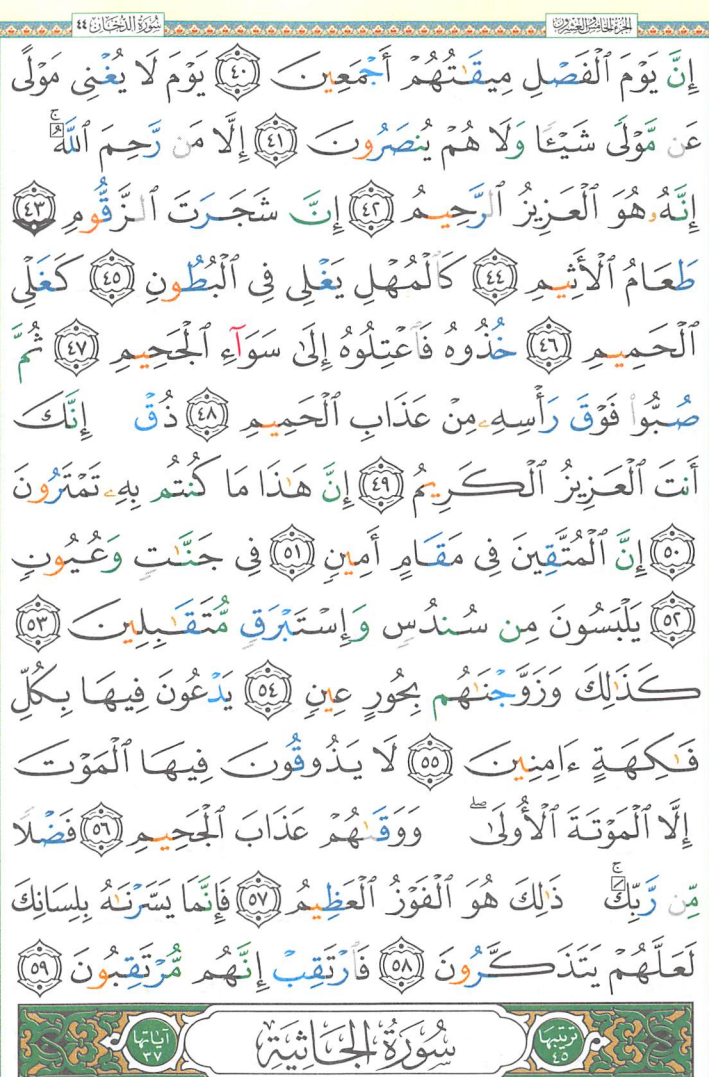 الجزء الخامس العشرون
سُورَةُ الدُّخَان ٤٤
إِنَّ يَوْمَ ٱلْفَصْلِ مِيقَٰتُهُمْ أَجْمَعِينَ ٤٠ يَوْمَ لَا يُغْنِى مَوْلًى
عَن مَّوْلًى شَيْـًٔا وَلَا هُمْ يُنصَرُونَ ٤١ إِلَّا مَن رَّحِمَ ٱللَّهُ ۚ
إِنَّهُۥ هُوَ ٱلْعَزِيزُ ٱلرَّحِيمُ ٤٢ إِنَّ شَجَرَتَ ٱلزَّقُّومِ ٤٣
طَعَامُ ٱلْأَثِيمِ ٤٤ كَٱلْمُهْلِ يَغْلِى فِى ٱلْبُطُونِ ٤٥ كَغَلْىِ
ٱلْحَمِيمِ ٤٦ خُذُوهُ فَٱعْتِلُوهُ إِلَىٰ سَوَآءِ ٱلْجَحِيمِ ٤٧ ثُمَّ
صُبُّوا۟ فَوْقَ رَأْسِهِۦ مِنْ عَذَابِ ٱلْحَمِيمِ ٤٨ ذُقْ إِنَّكَ
أَنتَ ٱلْعَزِيزُ ٱلْكَرِيمُ ٤٩ إِنَّ هَٰذَا مَا كُنتُم بِهِۦ تَمْتَرُونَ
٥٠ إِنَّ ٱلْمُتَّقِينَ فِى مَقَامٍ أَمِينٍ ٥١ فِى جَنَّٰتٍ وَعُيُونٍ
٥٢ يَلْبَسُونَ مِن سُندُسٍ وَإِسْتَبْرَقٍ مُّتَقَٰبِلِينَ ٥٣
كَذَٰلِكَ وَزَوَّجْنَٰهُم بِحُورٍ عِينٍ ٥٤ يَدْعُونَ فِيهَا بِكُلِّ
فَٰكِهَةٍ ءَامِنِينَ ٥٥ لَا يَذُوقُونَ فِيهَا ٱلْمَوْتَ
إِلَّا ٱلْمَوْتَةَ ٱلْأُولَىٰ ۖ وَوَقَىٰهُمْ عَذَابَ ٱلْجَحِيمِ ٥٦ فَضْلًا
مِّن رَّبِّكَ ۚ ذَٰلِكَ هُوَ ٱلْفَوْزُ ٱلْعَظِيمُ ٥٧ فَإِنَّمَا يَسَّرْنَٰهُ بِلِسَانِكَ
لَعَلَّهُمْ يَتَذَكَّرُونَ ٥٨ فَٱرْتَقِبْ إِنَّهُم مُّرْتَقِبُونَ ٥٩
ترتيبها ٤٥
سُورَةُ الجَاثِيَةِ
آياتها ٣٧